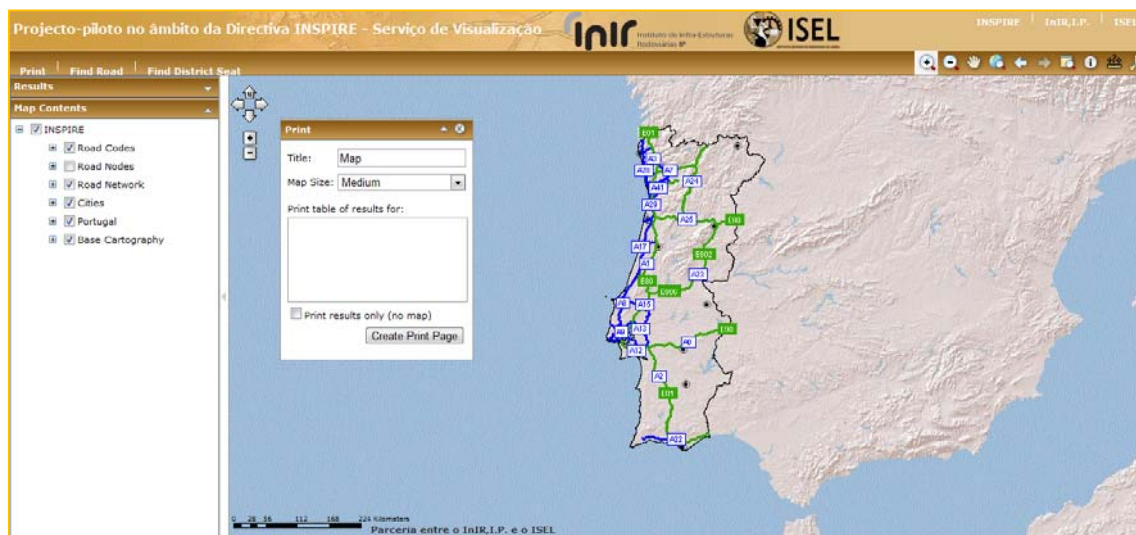 Projecto-piloto no âmbito da Directiva INSPIRE - Serviço de Visualização
InIR
Instituto de Infra-Estruturas
Rodoviárias IP
ISEL
INSPIRE InIR,I.P. ISEL
Print Find Road Find District Seat
Results
Map Contents
INSPIRE
Road Codes
Road Nodes
Road Network
Cities
Portugal
Base Cartography
N
Print
Title: Map
Map Size: Medium
Print table of results for:
Print results only (no map)
Create Print Page
E01
A3
A28 A7
A41 A24
A29
A25 E80
A17
A1 E802
E80 A23
E806
A8 A15
A9 A13 E90
A12 A6
A2
E01
A22
0 28 56 112 168 224 Kilometers
Parceria entre o InIR,I.P. e o ISEL